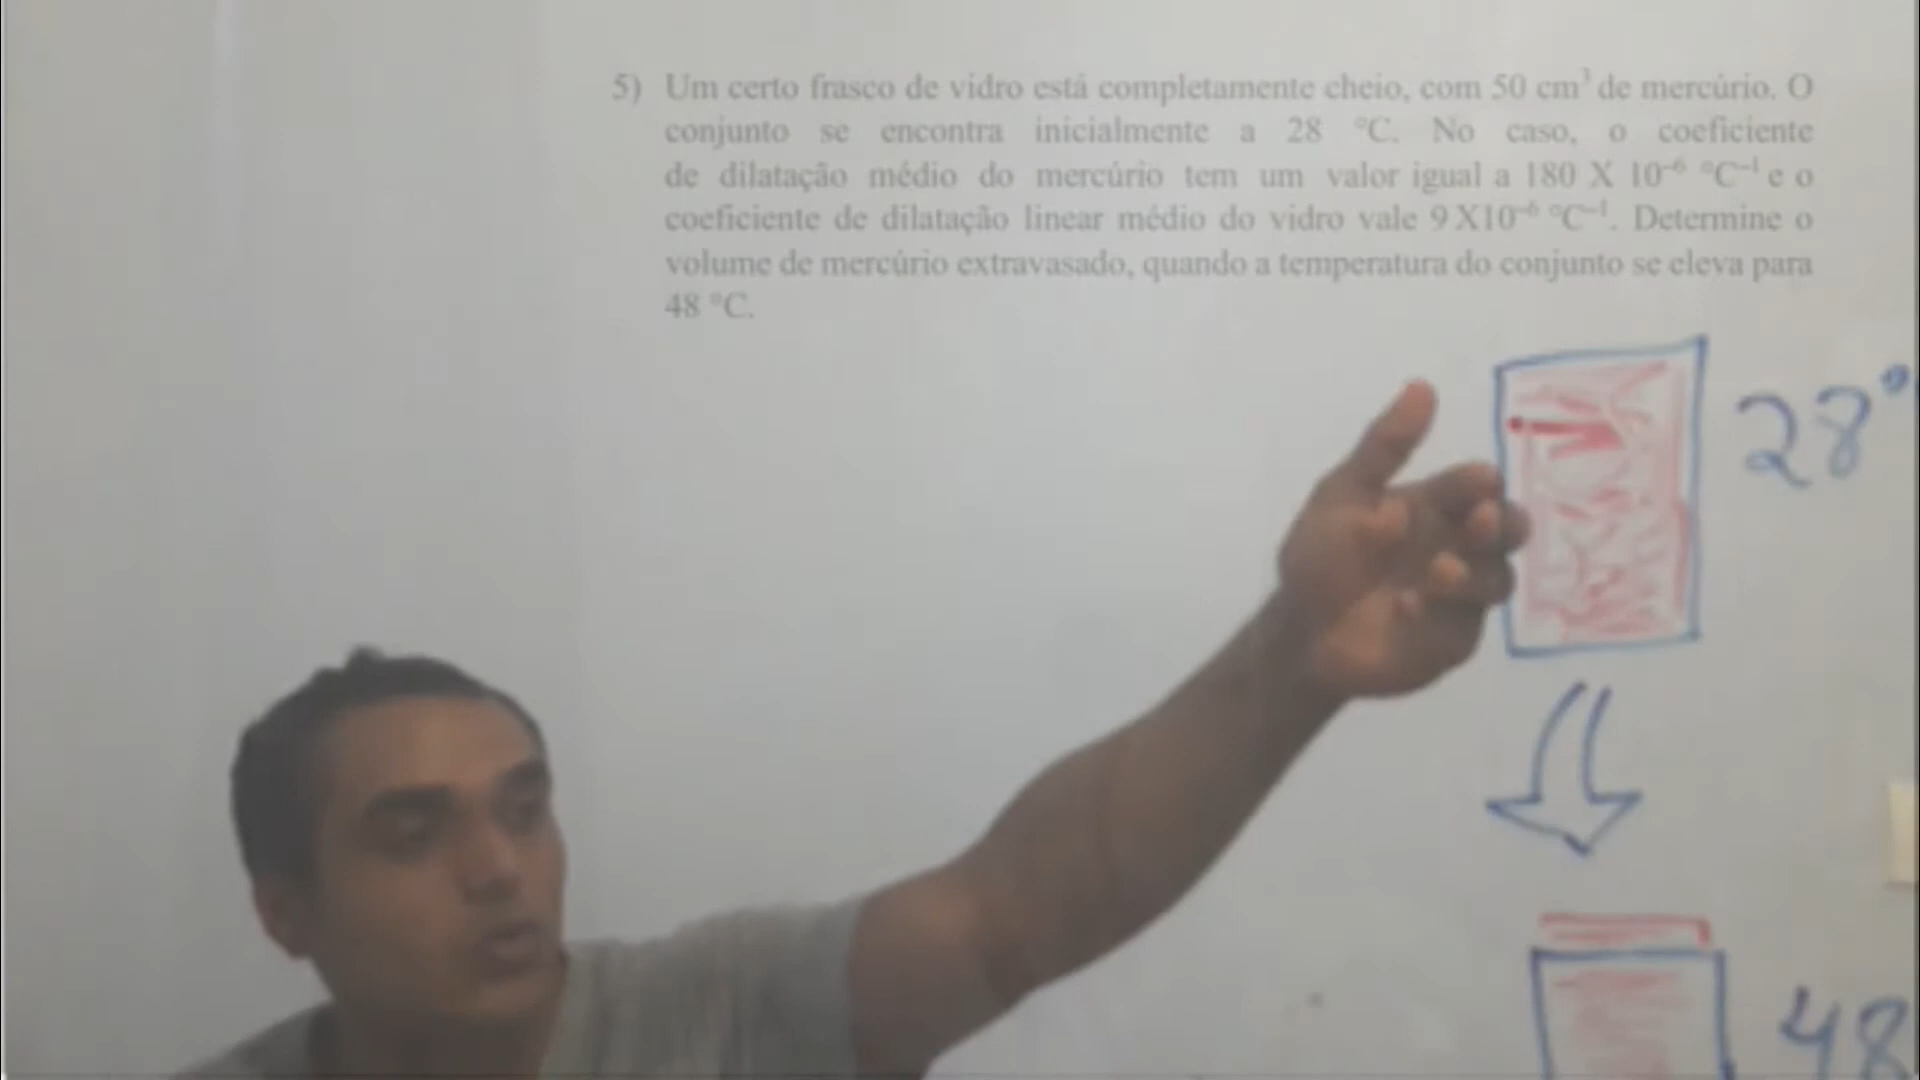 5) Um certo frasco de vidro está completamente cheio, com 50 cm³ de mercúrio. O
conjunto se encontra inicialmente a 28 °C. No caso, o coeficiente
de dilatação médio do mercúrio tem um valor igual a 180 X 10⁻⁶ °C⁻¹ e o
coeficiente de dilatação linear médio do vidro vale 9 X10⁻⁶ °C⁻¹. Determine o
volume de mercúrio extravasado, quando a temperatura do conjunto se eleva para
48 °C.
28°
48